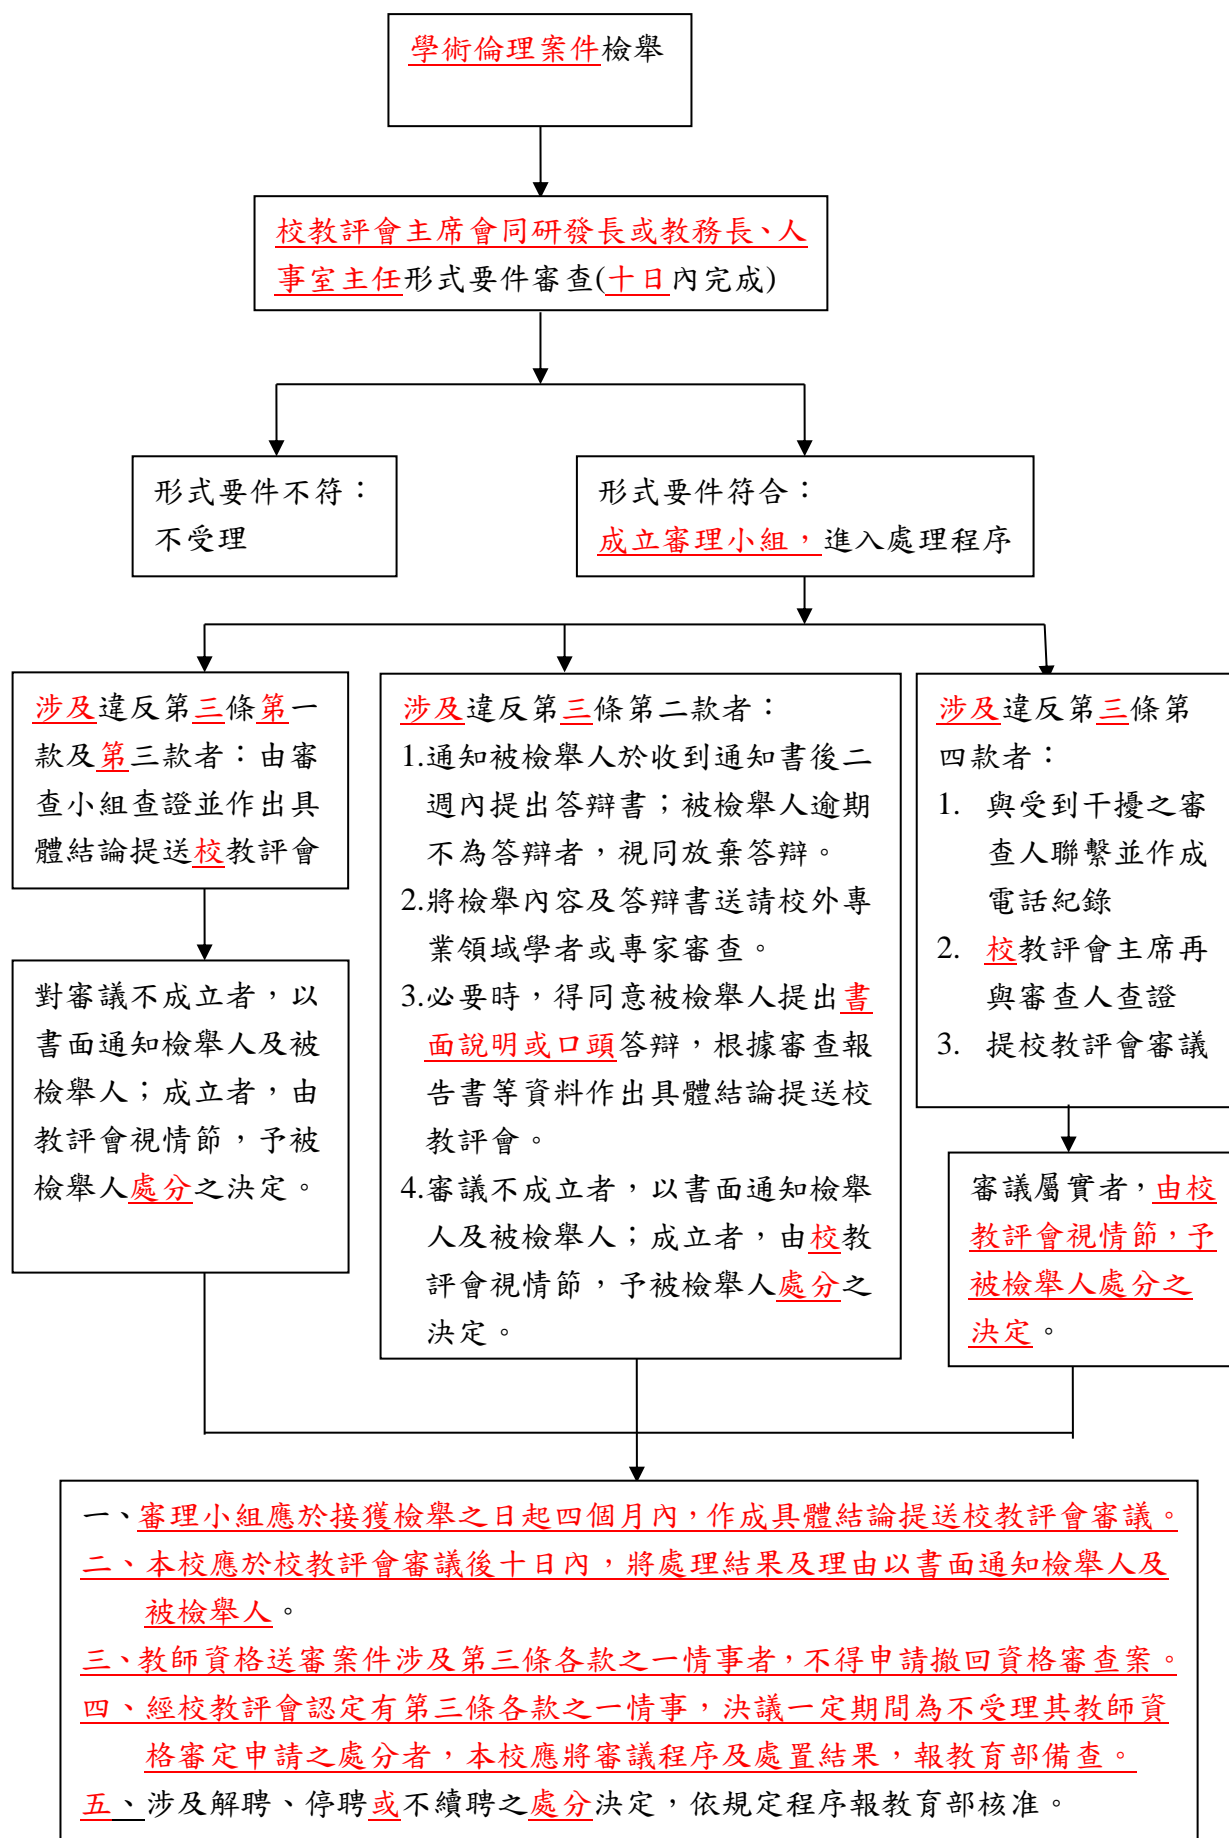 學術倫理案件檢舉
校教評會主席會同研發長或教務長、人
事室主任形式要件審查(十日內完成)
形式要件不符：
不受理
形式要件符合：
成立審理小組，進入處理程序
涉及違反第三條第一
款及第三款者：由審
查小組查證並作出具
體結論提送校教評會
對審議不成立者，以
書面通知檢舉人及被
檢舉人；成立者，由
教評會視情節，予被
檢舉人處分之決定。
涉及違反第三條第二款者：
1.通知被檢舉人於收到通知書後二
週內提出答辯書；被檢舉人逾期
不為答辯者，視同放棄答辯。
2.將檢舉內容及答辯書送請校外專
業領域學者或專家審查。
3.必要時，得同意被檢舉人提出書
面說明或口頭答辯，根據審查報
告書等資料作出具體結論提送校
教評會。
4.審議不成立者，以書面通知檢舉
人及被檢舉人；成立者，由校教
評會視情節，予被檢舉人處分之
決定。
涉及違反第三條第
四款者：
1. 與受到干擾之審
查人聯繫並作成
電話紀錄
2. 校教評會主席再
與審查人查證
3. 提校教評會審議
審議屬實者，由校
教評會視情節，予
被檢舉人處分之
決定。
一、審理小組應於接獲檢舉之日起四個月內，作成具體結論提送校教評會審議。
二、本校應於校教評會審議後十日內，將處理結果及理由以書面通知檢舉人及
被檢舉人。
三、教師資格送審案件涉及第三條各款之一情事者，不得申請撤回資格審查案。
四、經校教評會認定有第三條各款之一情事，決議一定期間為不受理其教師資
格審定申請之處分者，本校應將審議程序及處置結果，報教育部備查。
五、涉及解聘、停聘或不續聘之處分決定，依規定程序報教育部核准。